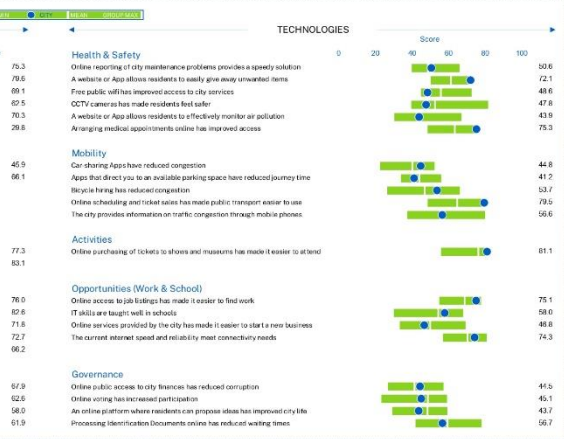 CITY MEAN GROUP MAX
TECHNOLOGIES
Score
0 20 40 60 80 100
Health & Safety
75.3 Online reporting of city maintenance problems provides a speedy solution 50.6
79.6 A website or App allows residents to easily give away unwanted items 72.1
69.1 Free public wifi has improved access to city services 48.6
62.5 CCTV cameras has made residents feel safer 47.8
70.3 A website or App allows residents to effectively monitor air pollution 43.9
29.8 Arranging medical appointments online has improved access 75.3
Mobility
45.9 Car-sharing Apps have reduced congestion 44.8
66.1 Apps that direct you to an available parking space have reduced journey time 41.2
Bicycle hiring has reduced congestion 53.7
Online scheduling and ticket sales has made public transport easier to use 79.5
The city provides information on traffic congestion through mobile phones 56.6
Activities
77.3 Online purchasing of tickets to shows and museums has made it easier to attend 81.1
83.1
Opportunities (Work & School)
76.0 Online access to job listings has made it easier to find work 75.1
82.6 IT skills are taught well in schools 58.0
71.8 Online services provided by the city has made it easier to start a new business 46.8
72.7 The current internet speed and reliability meet connectivity needs 74.3
66.2
Governance
67.9 Online public access to city finances has reduced corruption 44.5
62.6 Online voting has increased participation 45.1
58.0 An online platform where residents can propose ideas has improved city life 43.7
61.9 Processing Identification Documents online has reduced waiting times 56.7